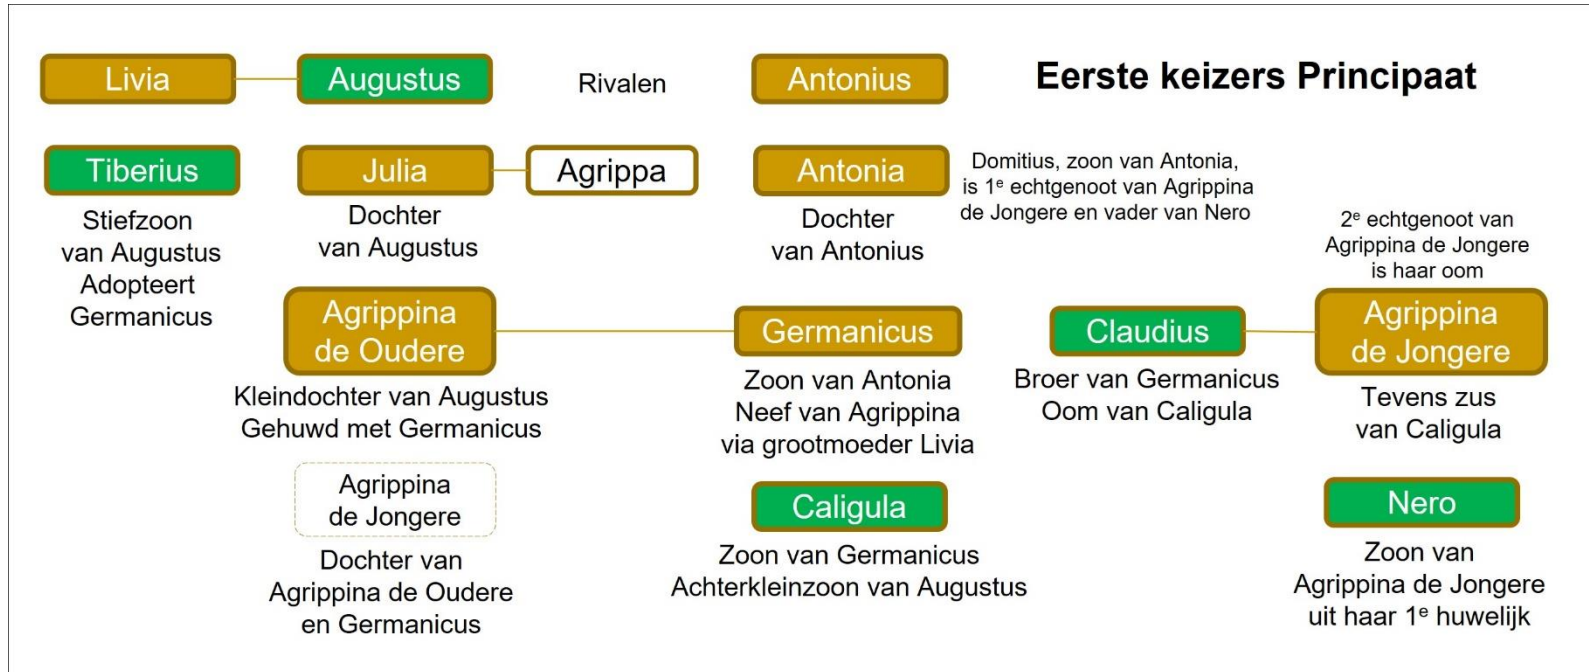 Livia
Augustus
Rivalen
Antonius
Eerste keizers Principaat
Tiberius
Stiefzoon
van Augustus
Adopteert
Germanicus
Julia
Dochter
van Augustus
Agrippa
Antonia
Dochter
van Antonius
Domitius, zoon van Antonia,
is 1e echtgenoot van Agrippina
de Jongere en vader van Nero
2e echtgenoot van
Agrippina de Jongere
is haar oom
Agrippina
de Oudere
Kleindochter van Augustus
Gehuwd met Germanicus
Germanicus
Zoon van Antonia
Neef van Agrippina
via grootmoeder Livia
Claudius
Broer van Germanicus
Oom van Caligula
Agrippina
de Jongere
Tevens zus
van Caligula
Agrippina
de Jongere
Dochter van
Agrippina de Oudere
en Germanicus
Caligula
Zoon van Germanicus
Achterkleinzoon van Augustus
Nero
Zoon van
Agrippina de Jongere
uit haar 1e huwelijk